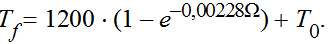 T_f = 1200 · (1 − e^{−0,00228Ω}) + T_0.